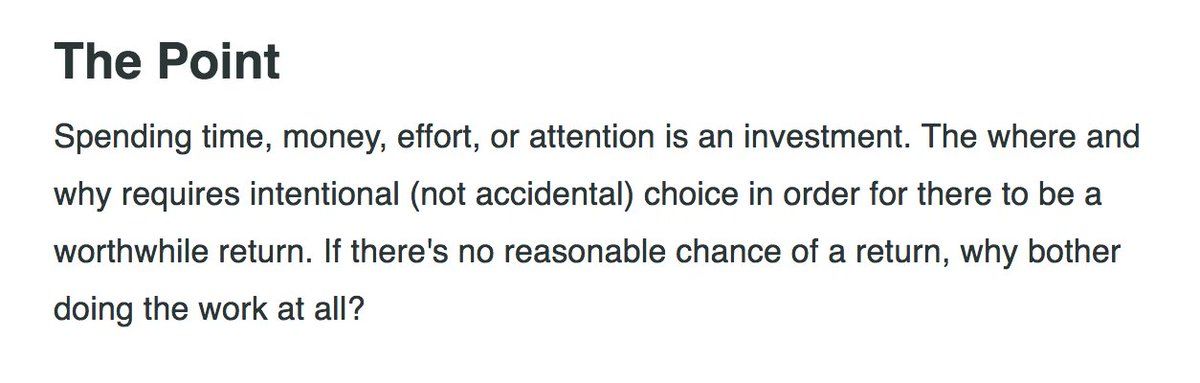 The Point
Spending time, money, effort, or attention is an investment. The where and
why requires intentional (not accidental) choice in order for there to be a
worthwhile return. If there's no reasonable chance of a return, why bother
doing the work at all?